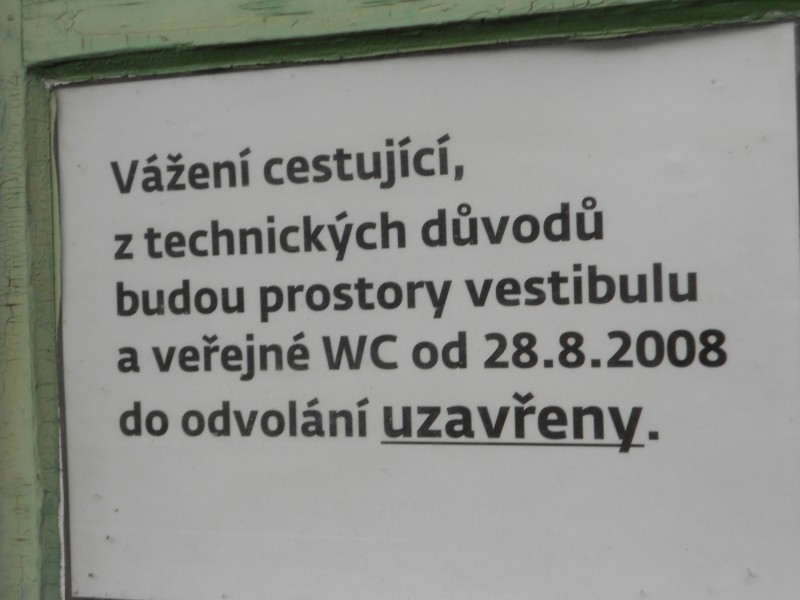 Vážení cestující,
z technických důvodů
budou prostory vestibulu
a veřejné WC od 28.8.2008
do odvolání uzavřeny.